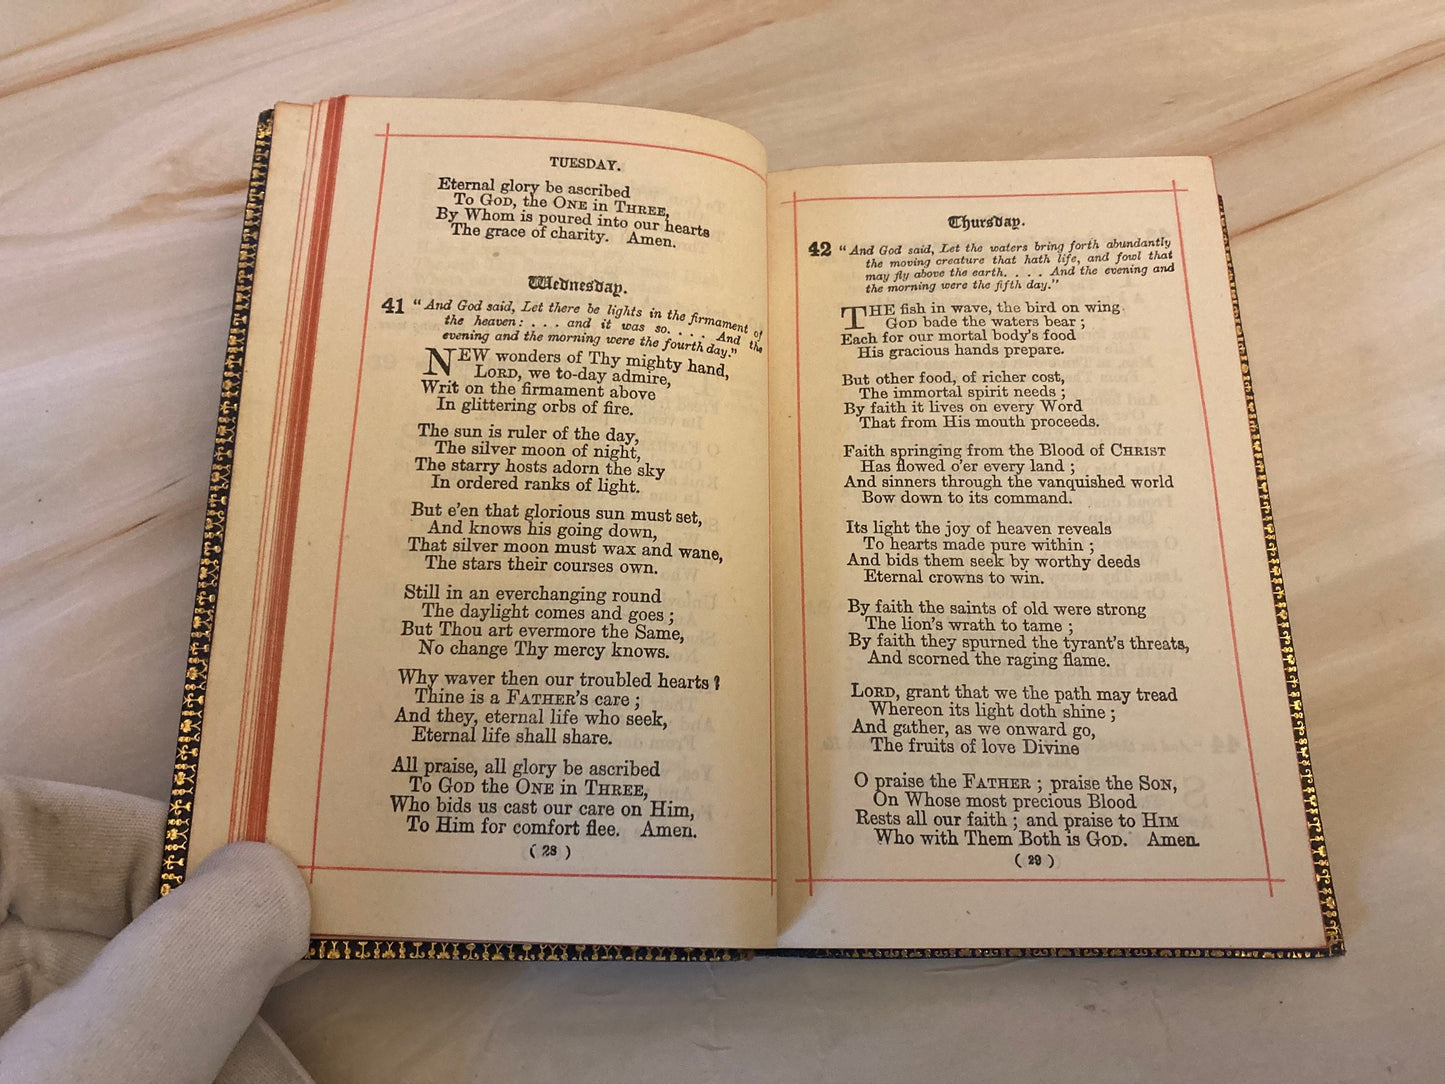 TUESDAY.
Eternal glory be ascribed
To GOD, the ONE in THREE,
By Whom is poured into our hearts
The grace of charity. Amen.
Wednesday.
41 "And God said, Let there be lights in the firmament of
the heaven: . . . and it was so. . . . And the
evening and the morning were the fourth day."
NEW wonders of Thy mighty hand,
LORD, we to-day admire,
Writ on the firmament above
In glittering orbs of fire.
The sun is ruler of the day,
The silver moon of night,
The starry hosts adorn the sky
In ordered ranks of light.
But e'en that glorious sun must set,
And knows his going down,
That silver moon must wax and wane,
The stars their courses own.
Still in an everchanging round
The daylight comes and goes ;
But Thou art evermore the Same,
No change Thy mercy knows.
Why waver then our troubled hearts ?
Thine is a FATHER'S care ;
And they, eternal life who seek,
Eternal life shall share.
All praise, all glory be ascribed
To GOD the ONE in THREE,
Who bids us cast our care on Him,
To Him for comfort flee. Amen.
( 28 )
Thursday.
42 "And God said, Let the waters bring forth abundantly
the moving creature that hath life, and fowl that
may fly above the earth. . . . And the evening and
the morning were the fifth day."
THE fish in wave, the bird on wing
GOD bade the waters bear ;
Each for our mortal body's food
His gracious hands prepare.
But other food, of richer cost,
The immortal spirit needs ;
By faith it lives on every Word
That from His mouth proceeds.
Faith springing from the Blood of CHRIST
Has flowed o'er every land ;
And sinners through the vanquished world
Bow down to its command.
Its light the joy of heaven reveals
To hearts made pure within ;
And bids them seek by worthy deeds
Eternal crowns to win.
By faith the saints of old were strong
The lion's wrath to tame ;
By faith they spurned the tyrant's threats,
And scorned the raging flame.
LORD, grant that we the path may tread
Whereon its light doth shine ;
And gather, as we onward go,
The fruits of love Divine
O praise the FATHER ; praise the SON,
On Whose most precious Blood
Rests all our faith ; and praise to HIM
Who with Them Both is GOD. Amen.
( 29 )